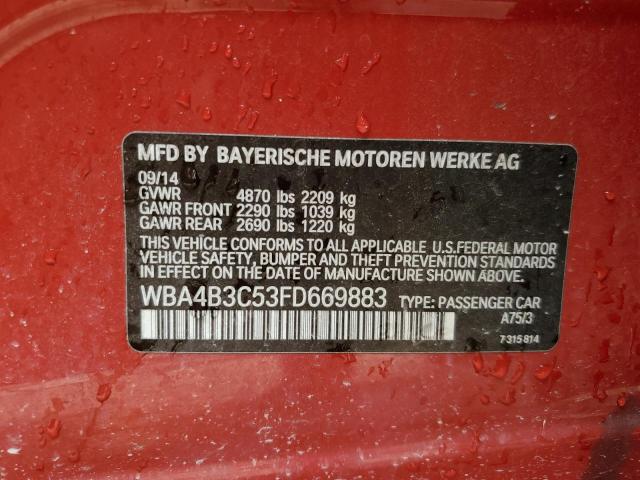 MFD BY BAYERISCHE MOTOREN WERKE AG
09/14
GVWR 4870 lbs 2209 kg
GAWR FRONT 2290 lbs 1039 kg
GAWR REAR 2690 lbs 1220 kg
THIS VEHICLE CONFORMS TO ALL APPLICABLE U.S.FEDERAL MOTOR
VEHICLE SAFETY, BUMPER, AND THEFT PREVENTION STANDARDS
IN EFFECT ON THE DATE OF MANUFACTURE SHOWN ABOVE.
WBA4B3C53FD669883 TYPE: PASSENGER CAR
A75/3
7315814